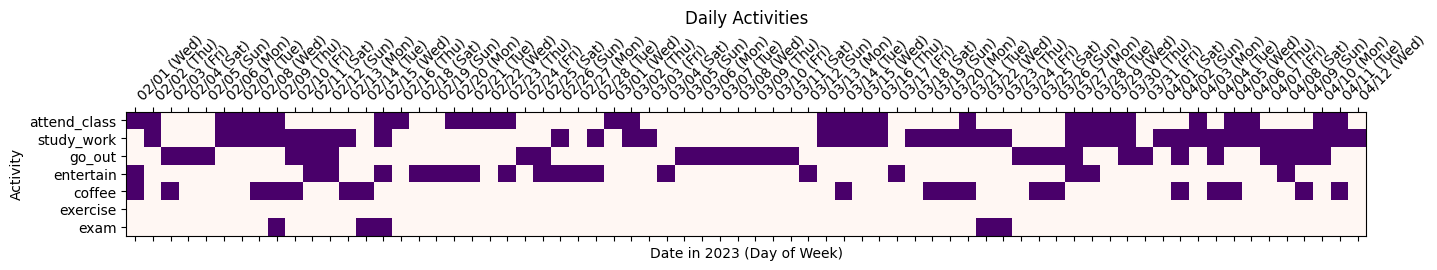 Daily Activities
02/01 (Wed)
02/02 (Thu)
02/03 (Fri)
02/04 (Sat)
02/05 (Sun)
02/06 (Mon)
02/07 (Tue)
02/08 (Wed)
02/10 (Fri)
02/11 (Sat)
02/12 (Sun)
02/13 (Mon)
02/14 (Tue)
02/15 (Wed)
02/16 (Thu)
02/18 (Sat)
02/19 (Sun)
02/20 (Mon)
02/21 (Tue)
02/22 (Wed)
02/23 (Thu)
02/24 (Fri)
02/25 (Sat)
02/26 (Sun)
02/27 (Mon)
02/28 (Tue)
03/01 (Wed)
03/02 (Thu)
03/03 (Fri)
03/04 (Sat)
03/05 (Sun)
03/06 (Mon)
03/07 (Tue)
03/08 (Wed)
03/09 (Thu)
03/10 (Fri)
03/11 (Sat)
03/12 (Sun)
03/13 (Mon)
03/14 (Tue)
03/15 (Wed)
03/16 (Thu)
03/17 (Fri)
03/18 (Sat)
03/19 (Sun)
03/20 (Mon)
03/21 (Tue)
03/22 (Wed)
03/23 (Thu)
03/24 (Fri)
03/25 (Sat)
03/26 (Sun)
03/27 (Mon)
03/28 (Tue)
03/29 (Wed)
03/30 (Thu)
03/31 (Fri)
04/01 (Sat)
04/02 (Sun)
04/03 (Mon)
04/04 (Tue)
04/05 (Wed)
04/06 (Thu)
04/07 (Fri)
04/08 (Sat)
04/09 (Sun)
04/10 (Mon)
04/11 (Tue)
04/12 (Wed)
Activity
attend_class
study_work
go_out
entertain
coffee
exercise
exam
Date in 2023 (Day of Week)